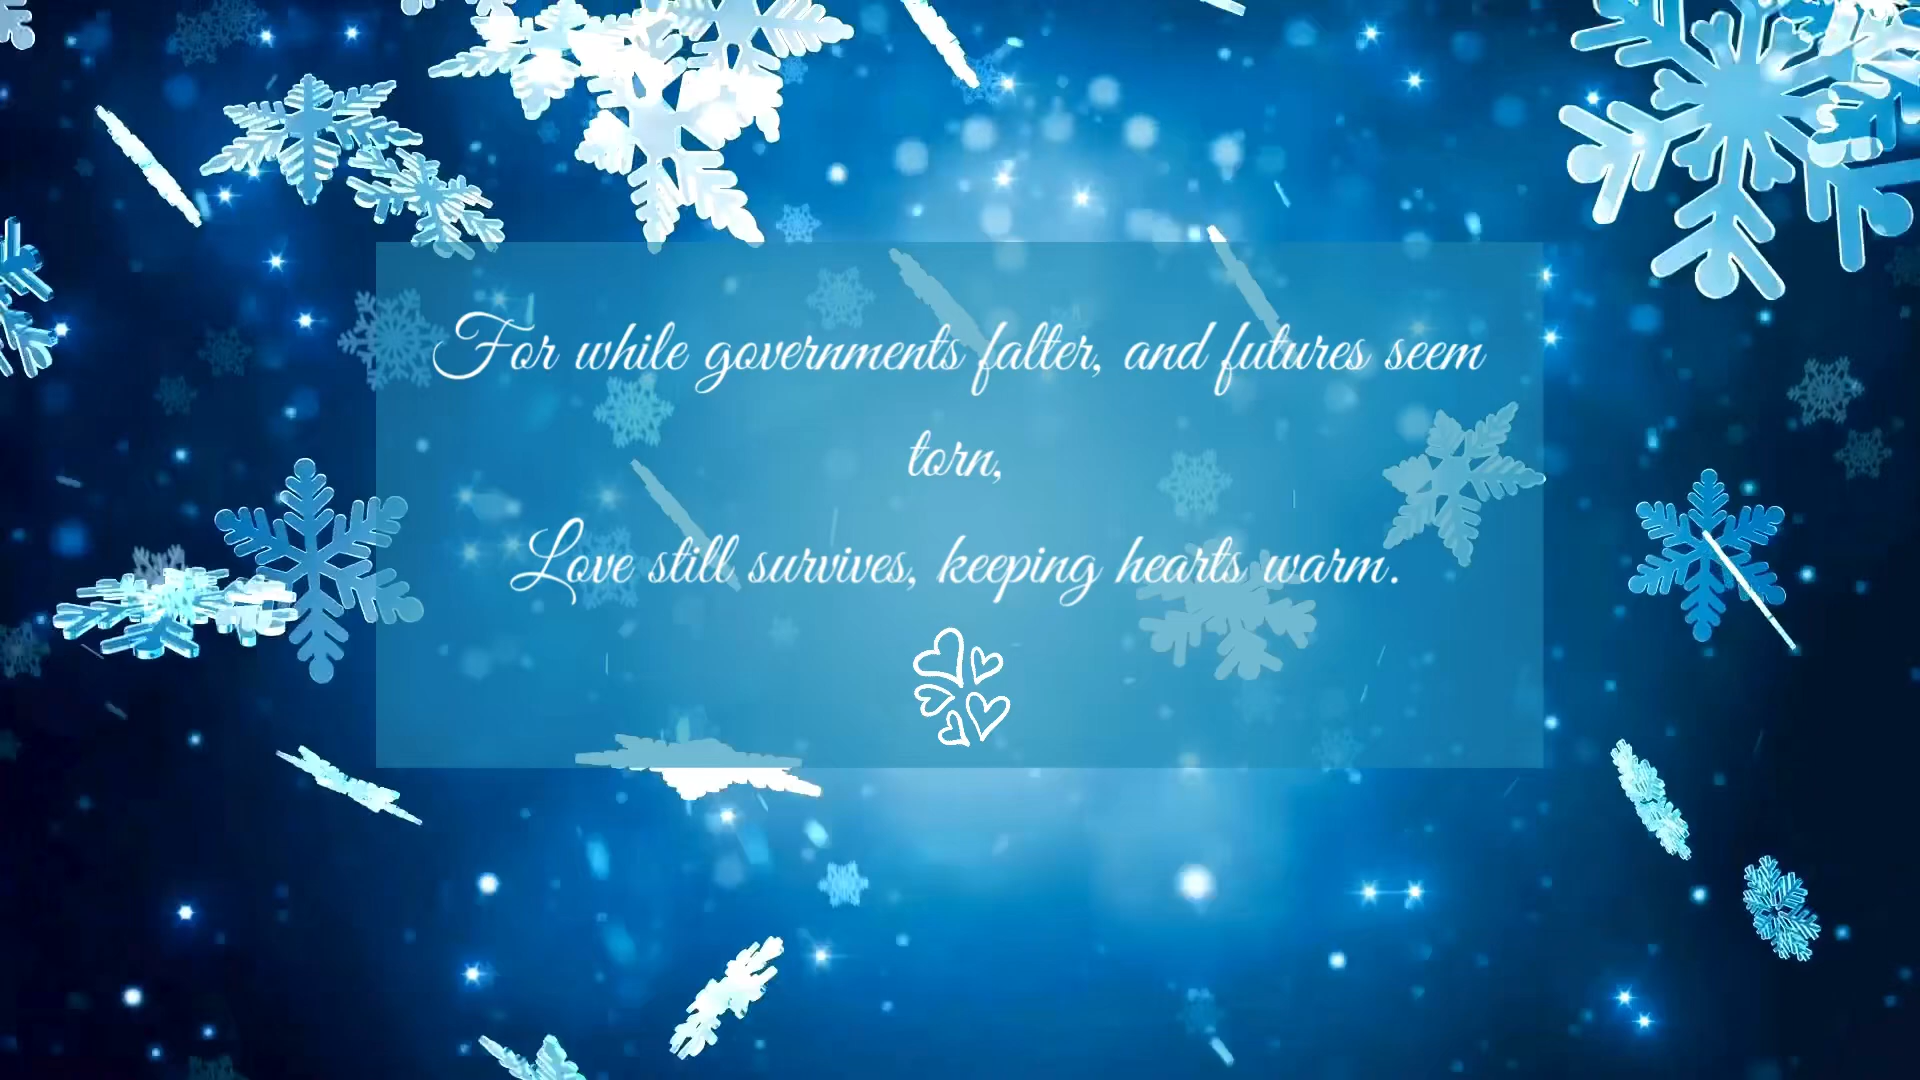 For while governments falter, and futures seem
torn,
Love still survives, keeping hearts warm.